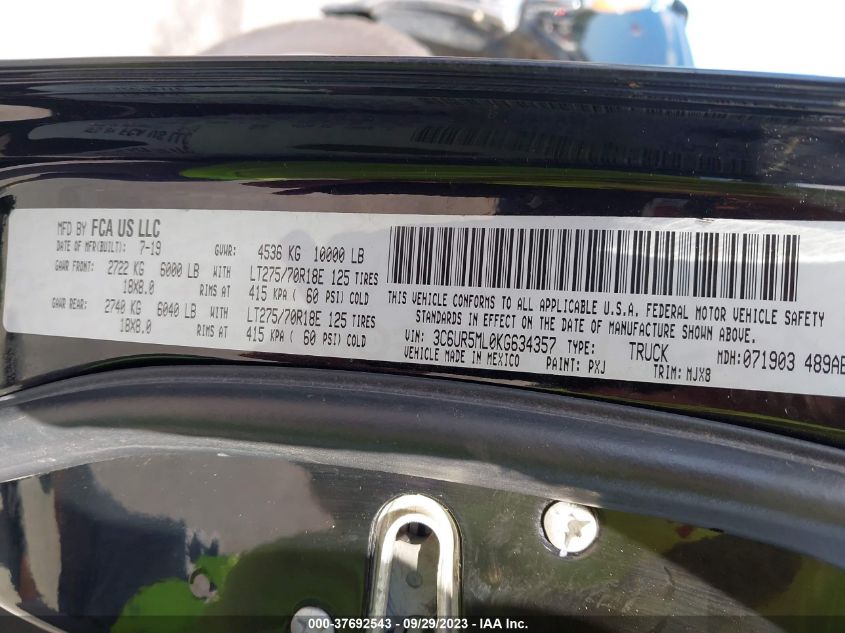 MFD BY FCA US LLC
DATE OF MFR(BUILT): 7-19 GVWR: 4536 KG 10000 LB
GAWR FRONT: 2722 KG 6000 LB WITH LT275/70R18E 125 TIRES
18X8.0 RIMS AT 415 KPA( 60 PSI) COLD
GAWR REAR: 2740 KG 6040 LB WITH LT275/70R18E 125 TIRES
18X8.0 RIMS AT 415 KPA( 60 PSI) COLD
THIS VEHICLE CONFORMS TO ALL APPLICABLE U.S.A. FEDERAL MOTOR VEHICLE SAFETY
STANDARDS IN EFFECT ON THE DATE OF MANUFACTURE SHOWN ABOVE.
VIN: 3C6UR5ML0KG634357 TYPE: TRUCK MDH: 071903 489AE
VEHICLE MADE IN MEXICO PAINT: PXJ TRIM: MJX8
000-37692543 - 09/29/2023 - IAA Inc.